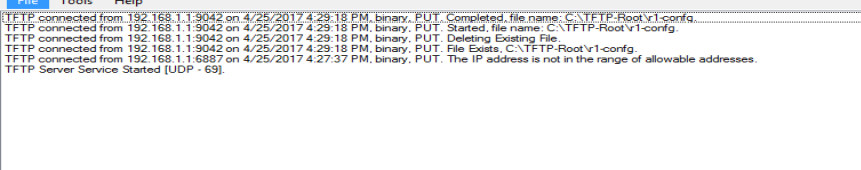 File Tools Help
TFTP connected from 192.168.1.1:9042 on 4/25/2017 4:29:18 PM, binary, PUT. Completed, file name: C:\TFTP-Root\r1-confg.
TFTP connected from 192.168.1.1:9042 on 4/25/2017 4:29:18 PM, binary, PUT. Started, file name: C:\TFTP-Root\r1-confg.
TFTP connected from 192.168.1.1:9042 on 4/25/2017 4:29:18 PM, binary, PUT. Deleting Existing File.
TFTP connected from 192.168.1.1:9042 on 4/25/2017 4:29:18 PM, binary, PUT. File Exists, C:\TFTP-Root\r1-confg.
TFTP connected from 192.168.1.1:6887 on 4/25/2017 4:27:37 PM, binary, PUT. The IP address is not in the range of allowable addresses.
TFTP Server Service Started [UDP - 69].